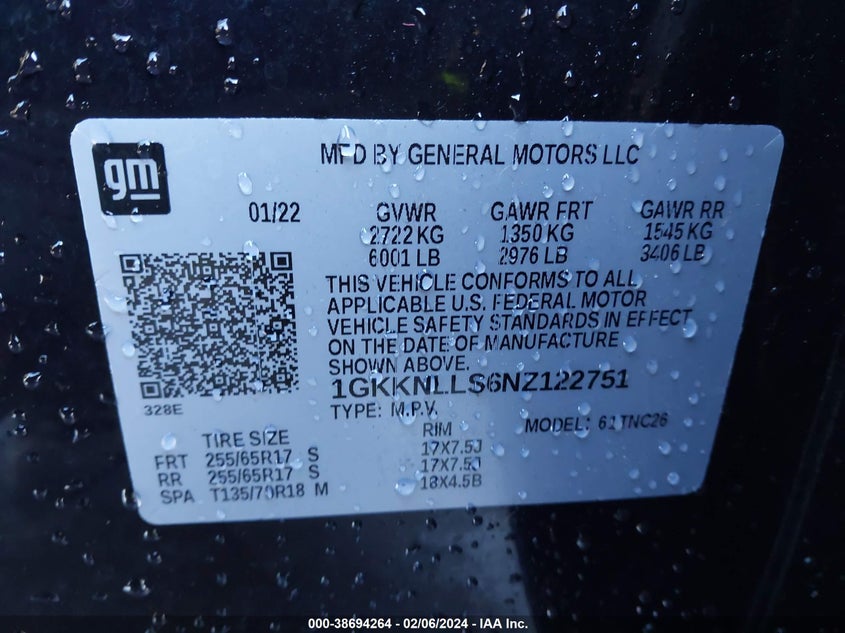 gm
MFD BY GENERAL MOTORS LLC
01/22 GVWR GAWR FRT GAWR RR
2722 KG 1350 KG 1545 KG
6001 LB 2976 LB 3406 LB
THIS VEHICLE CONFORMS TO ALL
APPLICABLE U.S. FEDERAL MOTOR
VEHICLE SAFETY STANDARDS IN EFFECT
ON THE DATE OF MANUFACTURE
SHOWN ABOVE.
1GKKNLLS6NZ122751
328E
TYPE: M.P.V. MODEL: 61TNC26
TIRE SIZE RIM
FRT 255/65R17 S 17X7.5J
RR 255/65R17 S 17X7.5J
SPA T135/70R18 M 18X4.5B
000-38694264 - 02/06/2024 - IAA Inc.